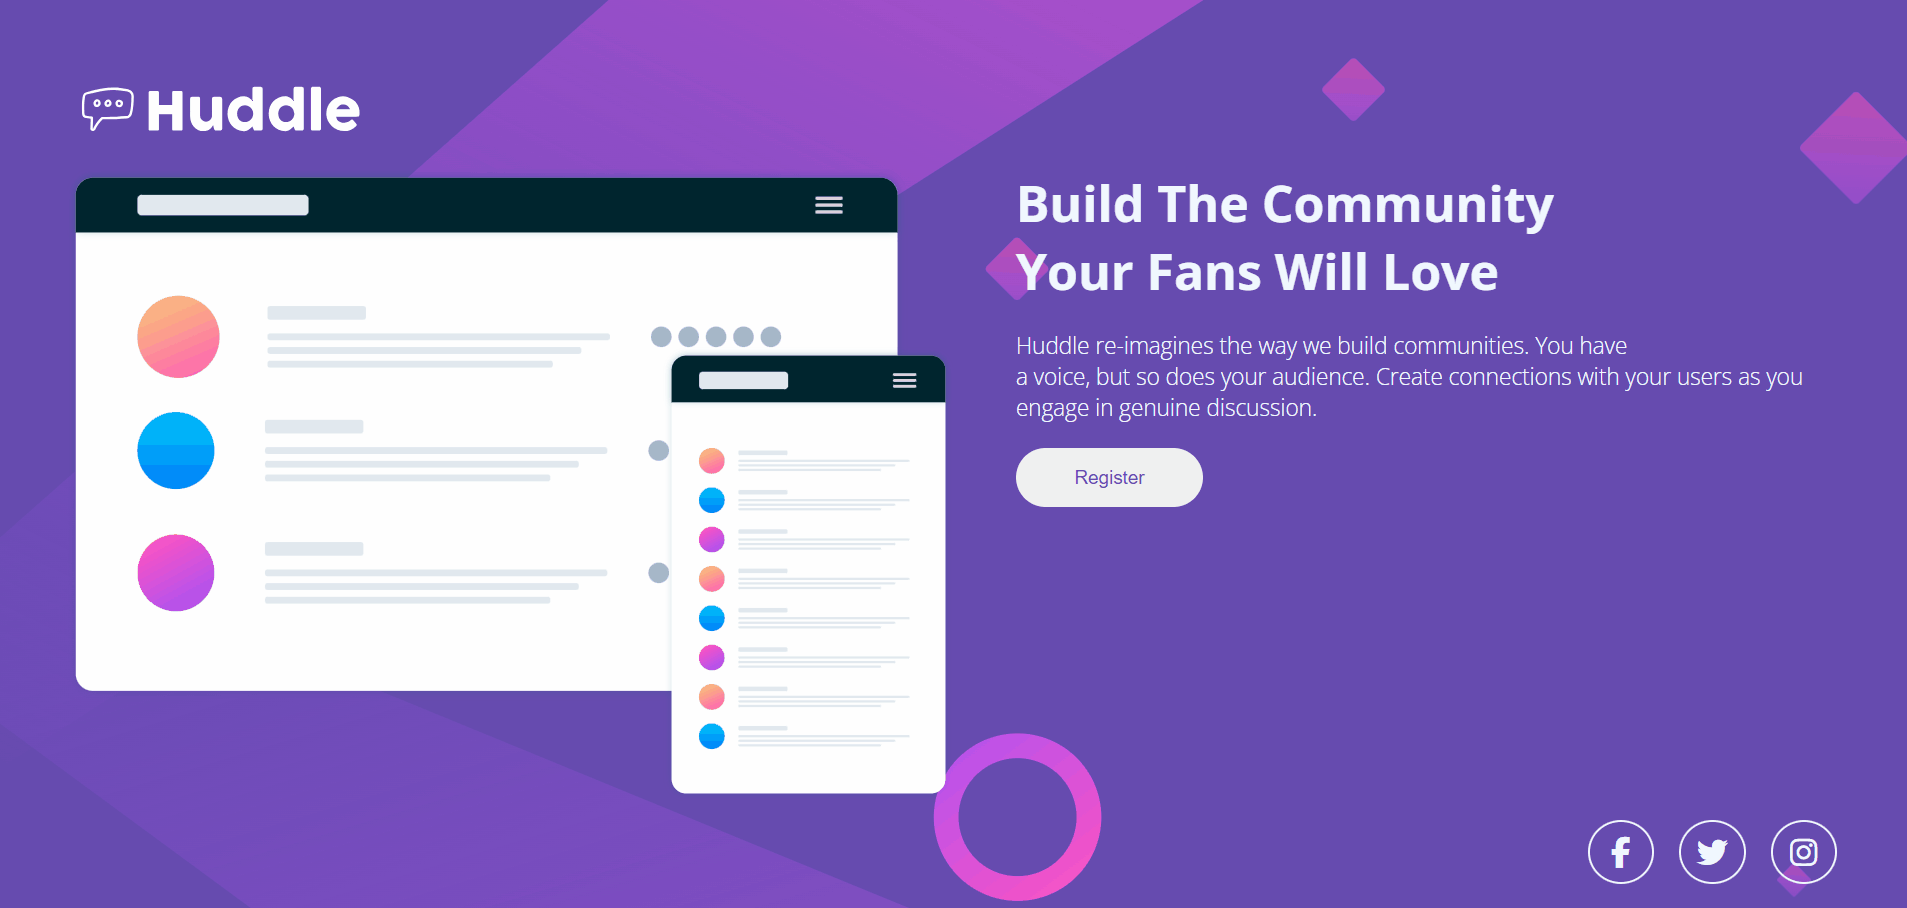 Huddle
Build The Community
Your Fans Will Love
Huddle re-imagines the way we build communities. You have
a voice, but so does your audience. Create connections with your users as you
engage in genuine discussion.
Register